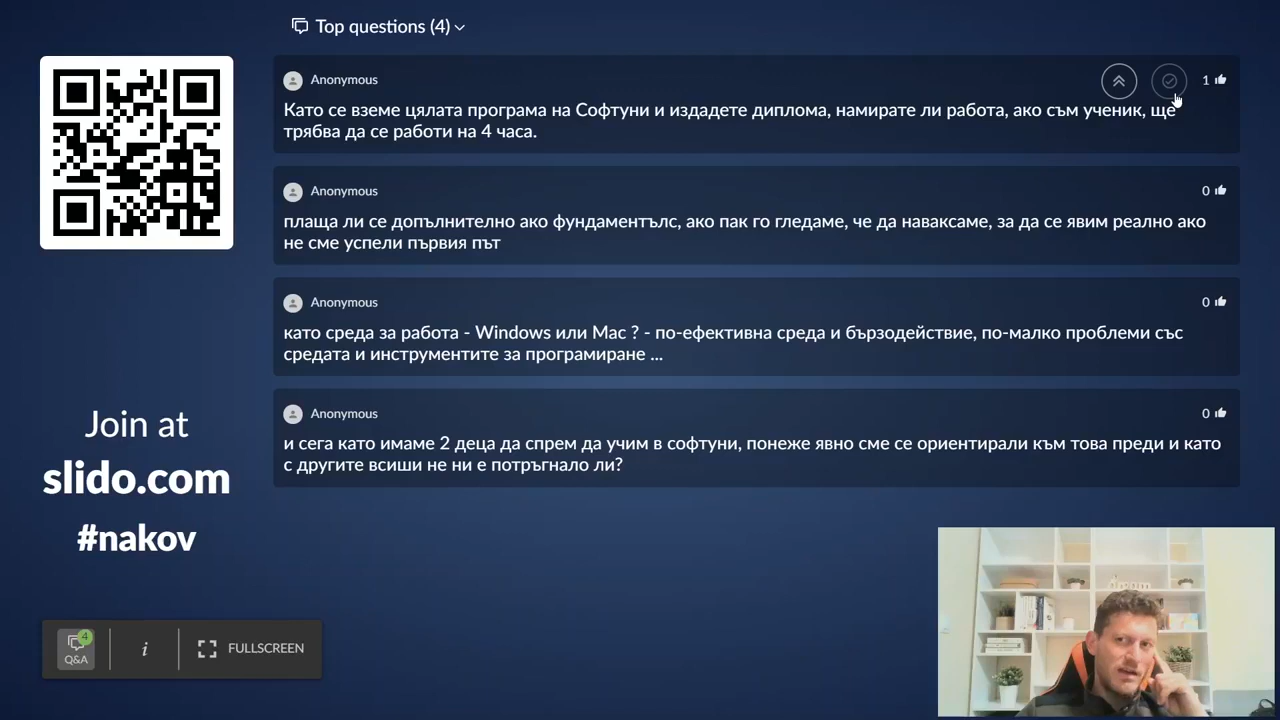 Top questions (4)
Anonymous
1
Като се вземе цялата програма на Софтуни и издадете диплома, намирате ли работа, ако съм ученик, ще
трябва да се работи на 4 часа.
Anonymous
0
плаща ли се допълнително ако фундаментълс, ако пак го гледаме, че да наваксаме, за да се явим реално ако
не сме успели първия път
Anonymous
0
като среда за работа - Windows или Mac ? - по-ефективна среда и бързодействие, по-малко проблеми със
средата и инструментите за програмиране ...
Anonymous
0
и сега като имаме 2 деца да спрем да учим в софтуни, понеже явно сме се ориентирали към това преди и като
с другите всиши не ни е потръгнало ли?
Join at
slido.com
#nakov
4
Q&A
i
FULLSCREEN